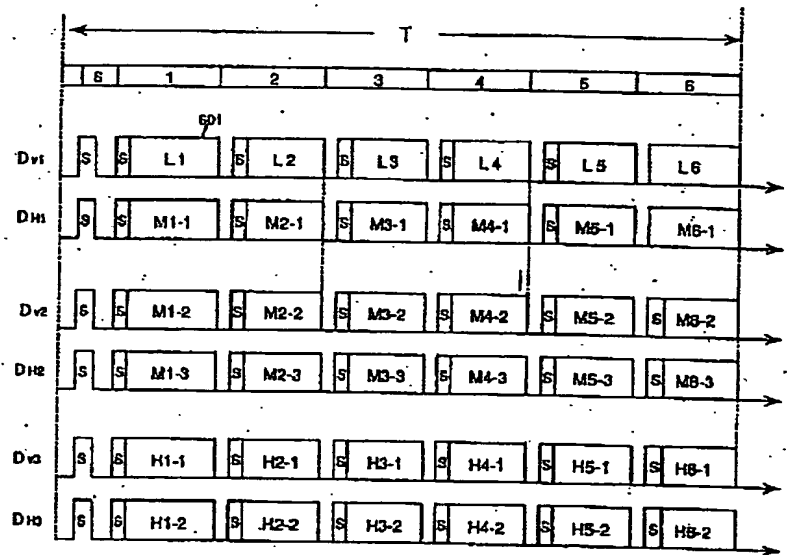 T
S 1 2 3 4 5 6
601
DV1 S S L1 S L2 S L3 S L4 S L5 L6
DH1 S S M1-1 S M2-1 S M3-1 S M4-1 S M5-1 M6-1
DV2 S S M1-2 S M2-2 S M3-2 S M4-2 S M5-2 S M6-2
DH2 S S M1-3 S M2-3 S M3-3 S M4-3 S M5-3 S M6-3
DV3 S S H1-1 S H2-1 S H3-1 S H4-1 S H5-1 S H6-1
DH3 S S H1-2 S H2-2 S H3-2 S H4-2 S H5-2 S H6-2